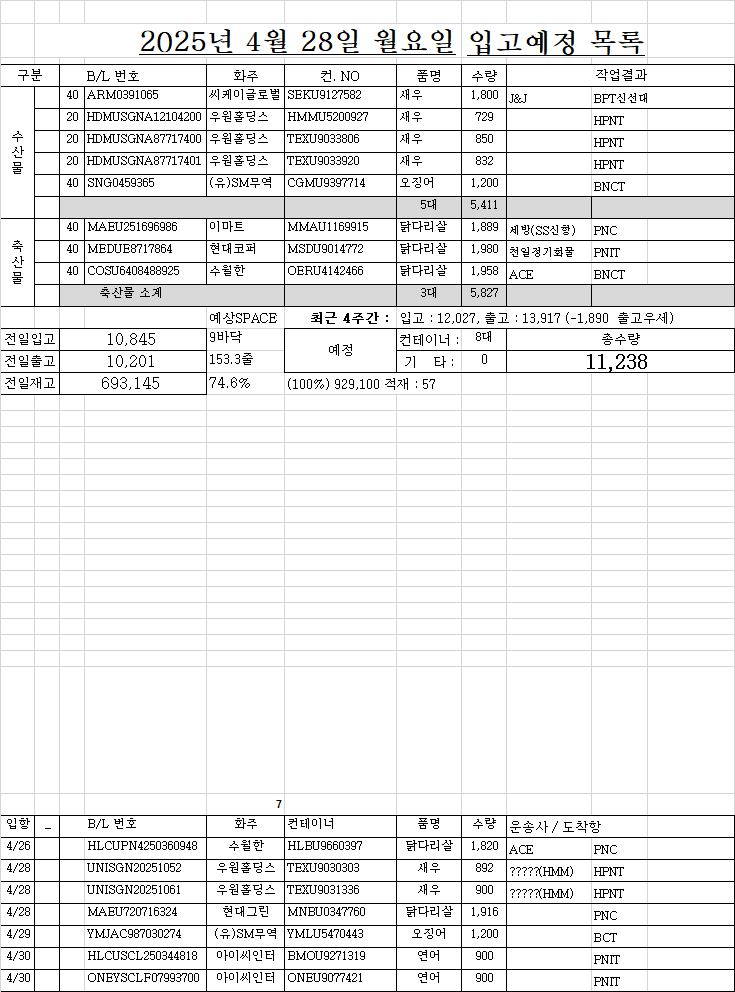 2025년 4월 28일 월요일 입고예정 목록
구분 B/L 번호 화주 컨. NO 품명 수량 작업결과
수산물
40 ARM0391065 씨케이글로벌 SEKU9127582 새우 1,800 J&J BPT신선대
20 HDMUSGNA12104200 우원홀딩스 HMMU5200927 새우 729 HPNT
20 HDMUSGNA87717400 우원홀딩스 TEXU9033806 새우 850 HPNT
20 HDMUSGNA87717401 우원홀딩스 TEXU9033920 새우 832 HPNT
40 SNG0459365 (유)SM무역 CGMU9397714 오징어 1,200 BNCT
5대 5,411
축산물
40 MAEU251696986 이마트 MMAU1169915 닭다리살 1,889 세방(SS신항) PNC
40 MEDUE8717864 현대코퍼 MSDU9014772 닭다리살 1,980 천일정기화물 PNIT
40 COSU6408488925 수월한 OERU4142466 닭다리살 1,958 ACE BNCT
축산물 소계 3대 5,827
예상SPACE 최근 4주간 : 입고 : 12,027, 출고 : 13,917 (-1,890 출고우세)
전일입고 10,845 9바닥 예정 컨테이너 : 8대 총수량
전일출고 10,201 153.3줄 기 타 : 0 11,238
전일재고 693,145 74.6% (100%) 929,100 적재 : 57
7
입항 _ B/L 번호 화주 컨테이너 품명 수량 운송사 / 도착항
4/26 HLCUPN4250360948 수월한 HLBU9660397 닭다리살 1,820 ACE PNC
4/28 UNISGN20251052 우원홀딩스 TEXU9030303 새우 892 ?????(HMM) HPNT
4/28 UNISGN20251061 우원홀딩스 TEXU9031336 새우 900 ?????(HMM) HPNT
4/28 MAEU720716324 현대그린 MNBU0347760 닭다리살 1,916 PNC
4/29 YMJAC987030274 (유)SM무역 YMLU5470443 오징어 1,200 BCT
4/30 HLCUSCL250344818 아이씨인터 BMOU9271319 연어 900 PNIT
4/30 ONEYSCLF07993700 아이씨인터 ONEU9077421 연어 900 PNIT